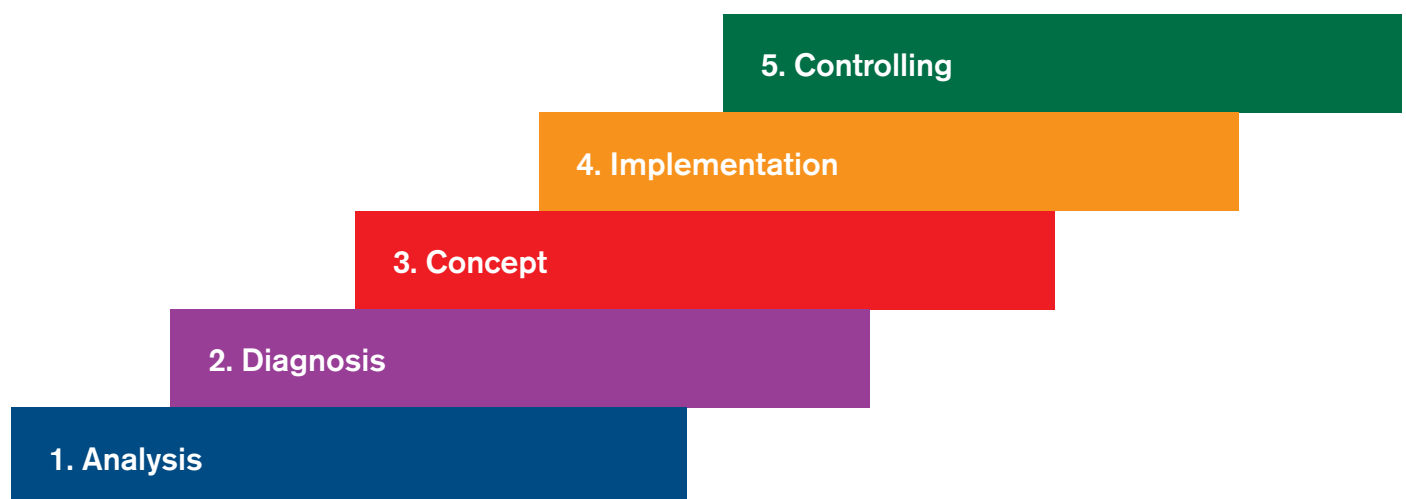 5. Controlling
4. Implementation
3. Concept
2. Diagnosis
1. Analysis